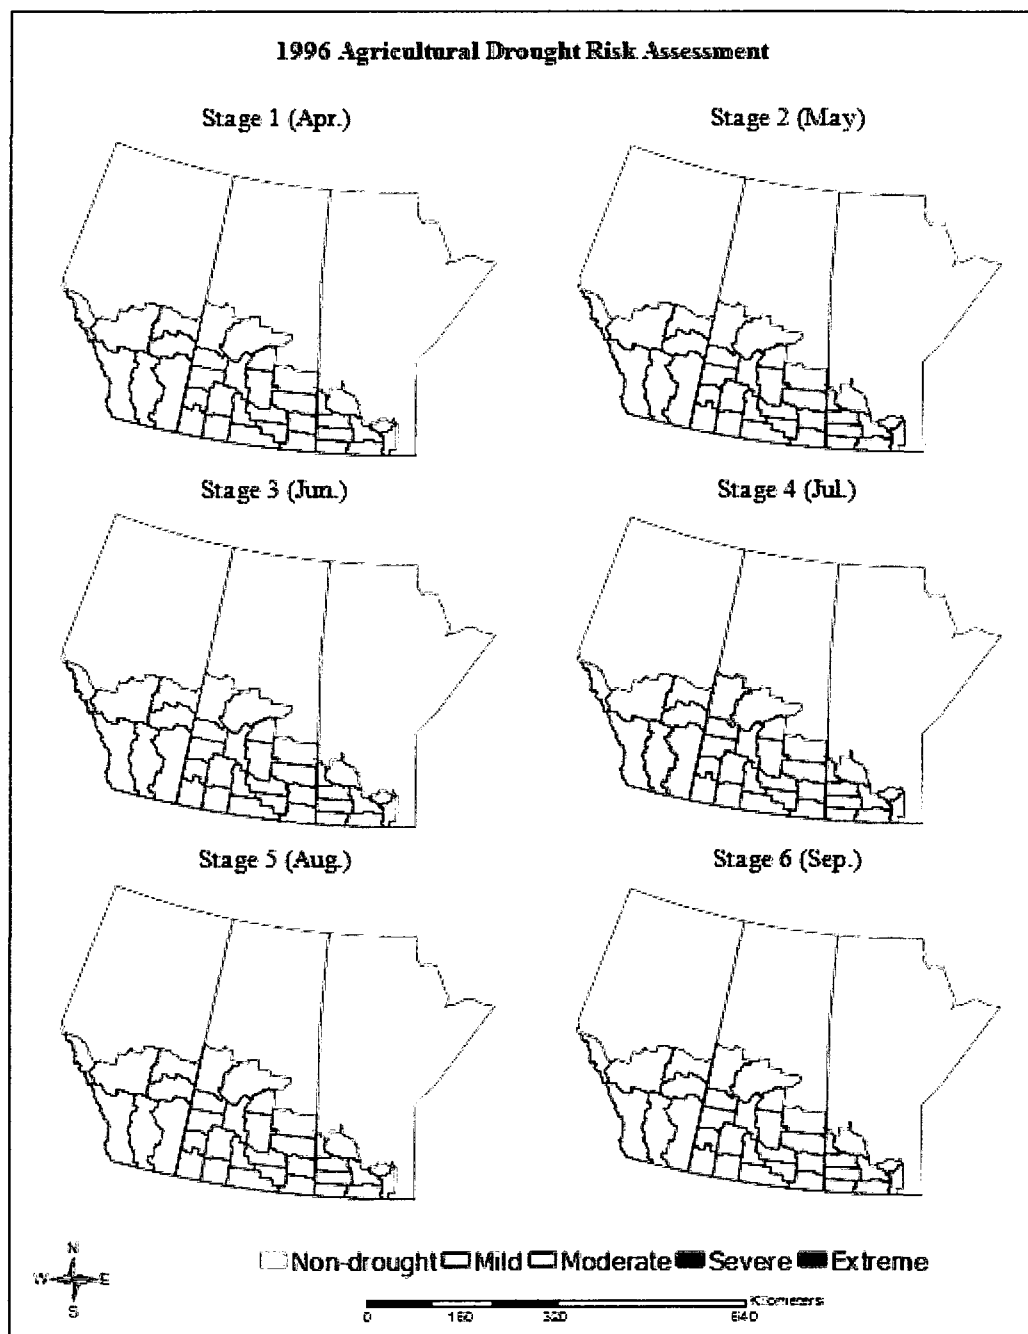 1996 Agricultural Drought Risk Assessment
Stage 1 (Apr.)
Stage 2 (May)
Stage 3 (Jun.)
Stage 4 (Jul.)
Stage 5 (Aug.)
Stage 6 (Sep.)
N
W E
S
Non-drought Mild Moderate Severe Extreme
Kilometers
0 160 320 640